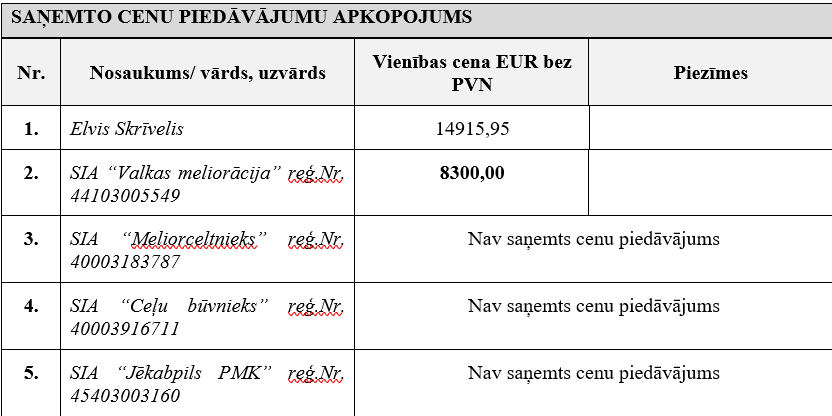 SAŅEMTO CENU PIEDĀVĀJUMU APKOPOJUMS
Nr.
Nosaukums/ vārds, uzvārds
Vienības cena EUR bez
PVN
Piezīmes
1.
Elvis Skrīvelis
14915,95
2.
SIA “Valkas meliorācija” reģ.Nr.
44103005549
8300,00
3.
SIA “Meliorceltnieks” reģ.Nr.
40003183787
Nav saņemts cenu piedāvājums
4.
SIA “Ceļu būvnieks” reģ.Nr.
40003916711
Nav saņemts cenu piedāvājums
5.
SIA “Jēkabpils PMK” reģ.Nr.
45403003160
Nav saņemts cenu piedāvājums